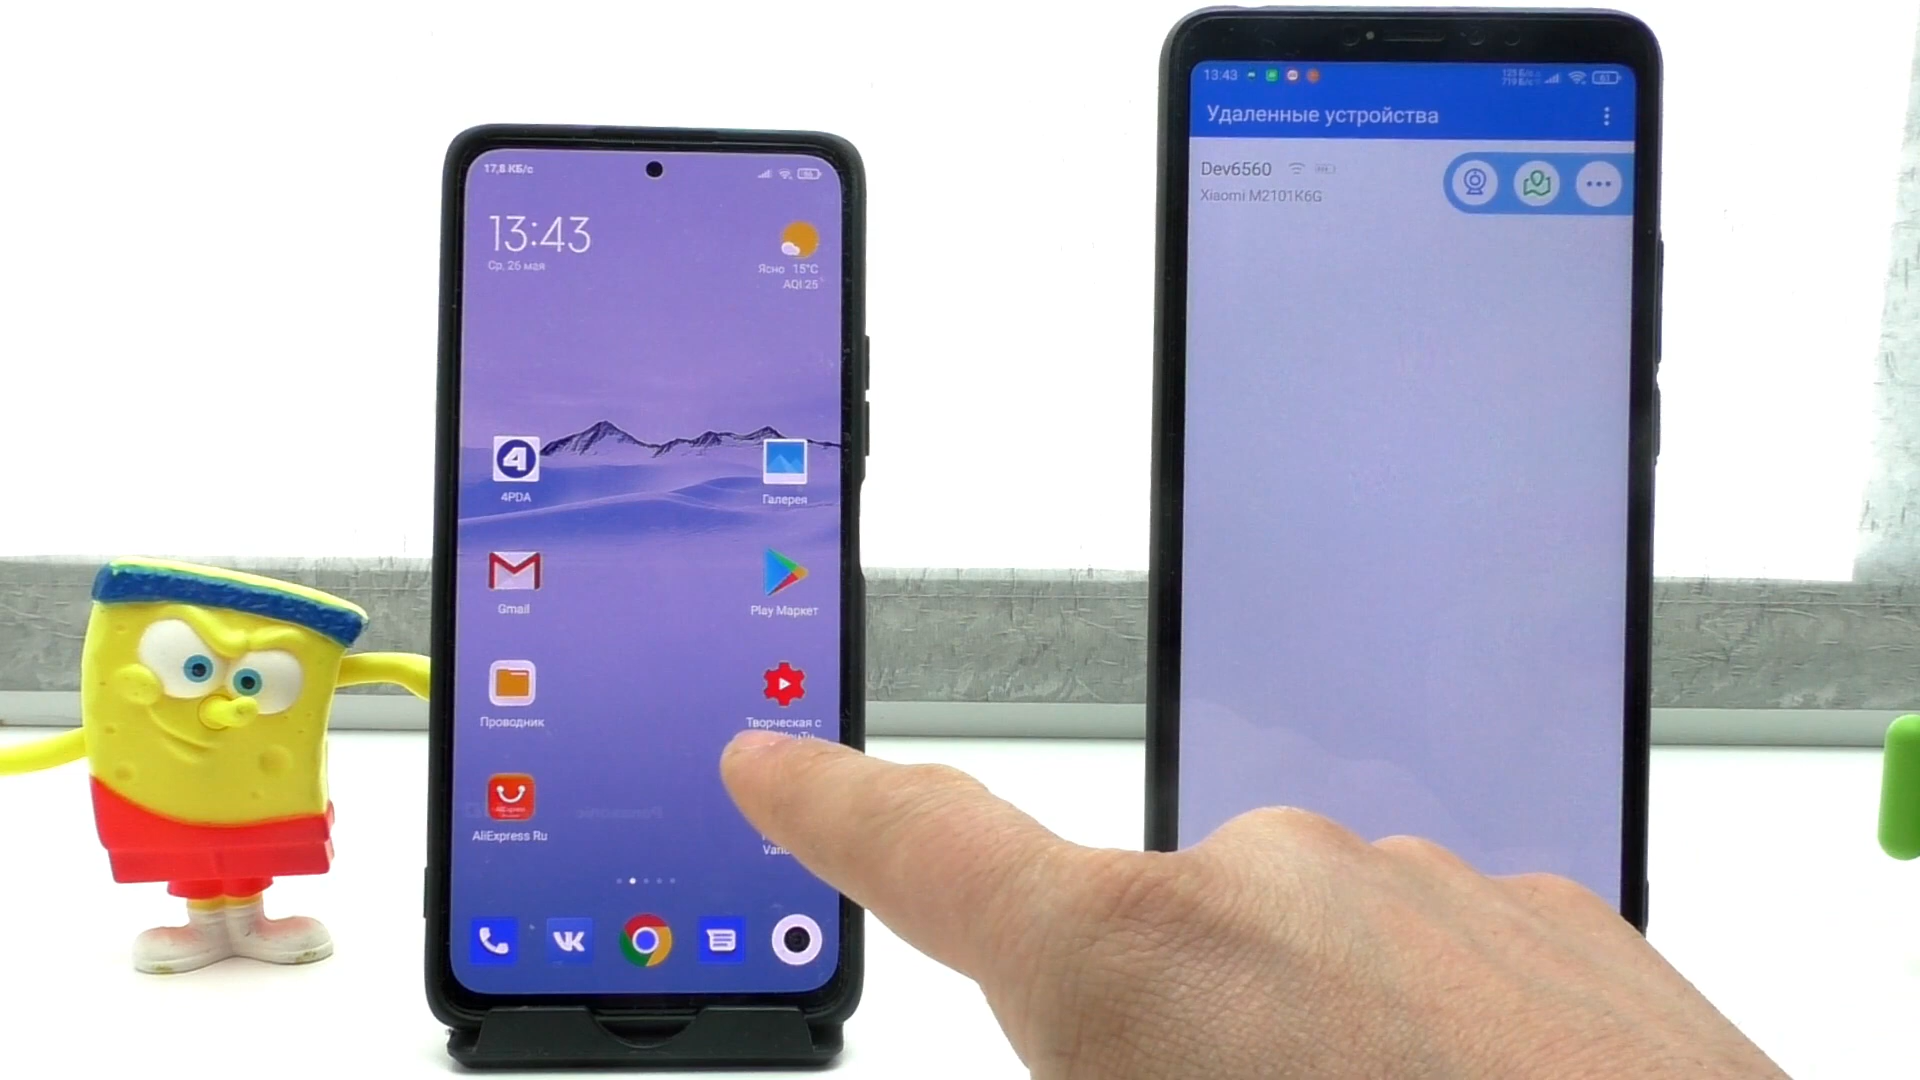 17,8 КБ/с
13:43
Ср, 26 мая
Ясно 15°C
AQI 25
4PDA
Галерея
Gmail
Play Маркет
Проводник
Творческая с
AliExpress Ru
Panasonic
13:43
Удаленные устройства
Dev6560
Xiaomi M2101K6G